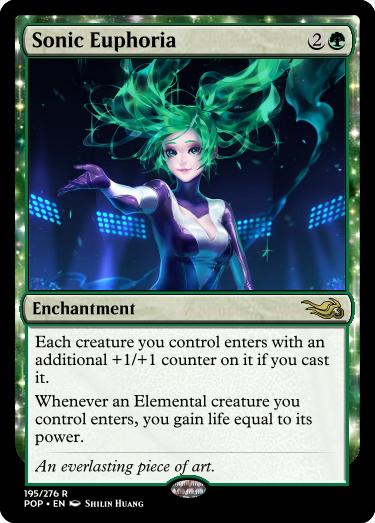 Sonic Euphoria 2
Enchantment
Each creature you control enters with an
additional +1/+1 counter on it if you cast
it.
Whenever an Elemental creature you
control enters, you gain life equal to its
power.
An everlasting piece of art.
195/276 R
POP • EN Shilin Huang